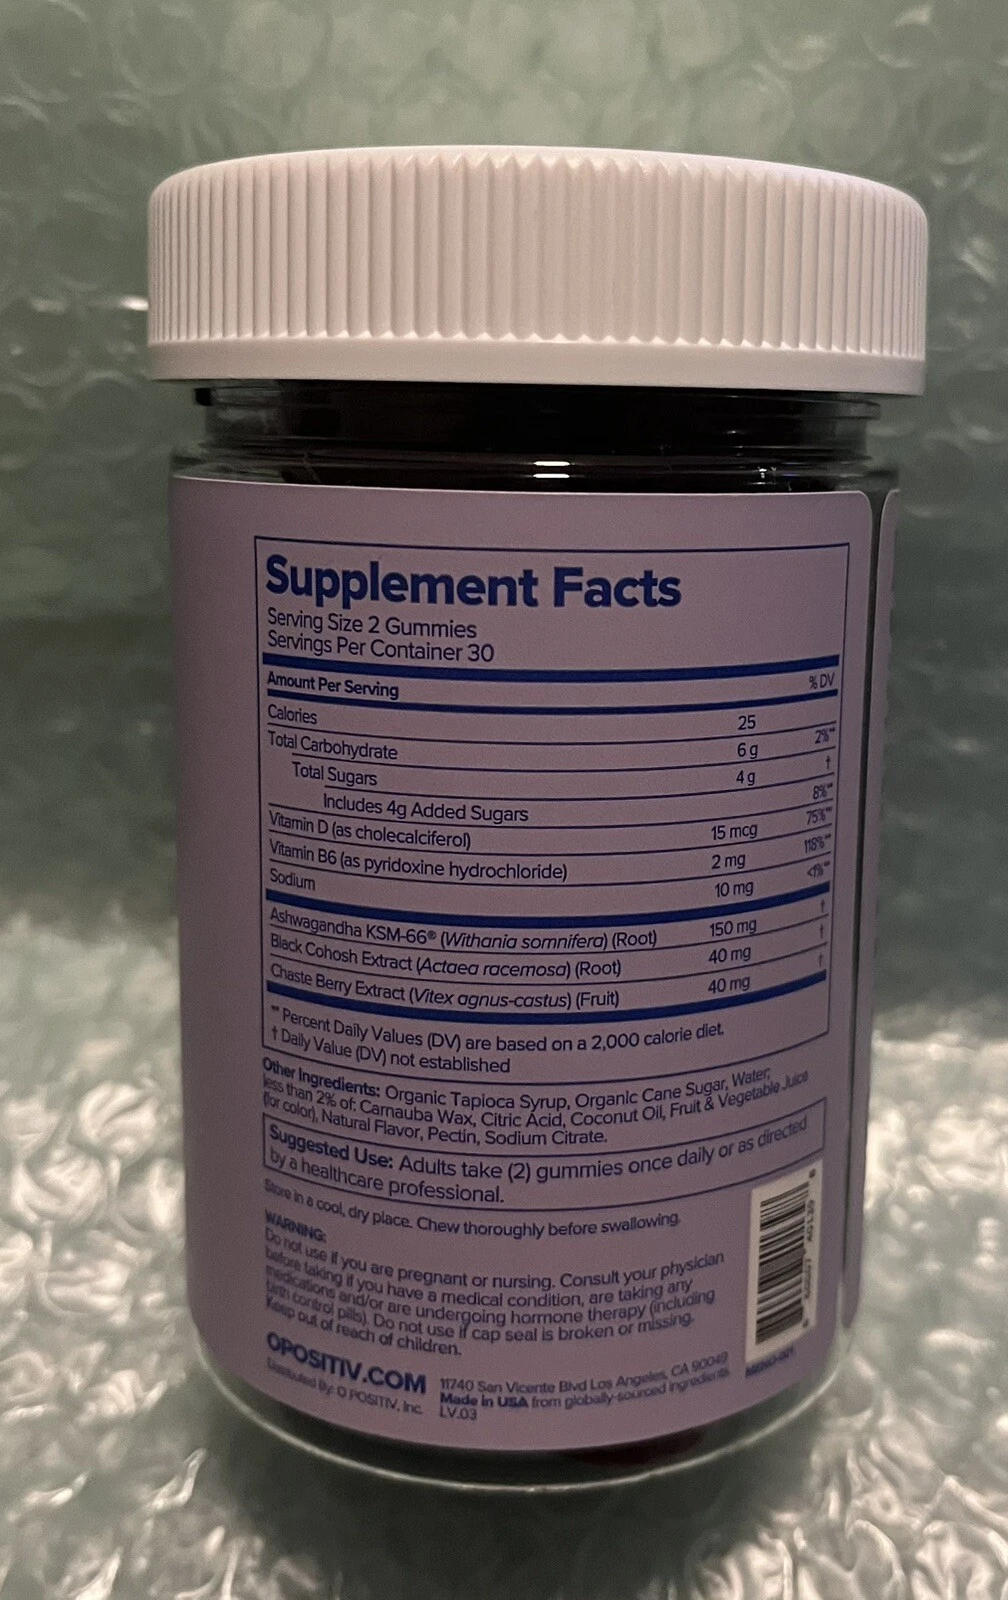 Supplement Facts
Serving Size 2 Gummies
Servings Per Container 30
Amount Per Serving % DV
Calories 25
Total Carbohydrate 6 g 2%**
Total Sugars 4 g †
Includes 4g Added Sugars 8%**
Vitamin D (as cholecalciferol) 15 mcg 75%**
Vitamin B6 (as pyridoxine hydrochloride) 2 mg 118%**
Sodium 10 mg <1%**
Ashwagandha KSM-66® (Withania somnifera) (Root) 150 mg †
Black Cohosh Extract (Actaea racemosa) (Root) 40 mg †
Chaste Berry Extract (Vitex agnus-castus) (Fruit) 40 mg †
** Percent Daily Values (DV) are based on a 2,000 calorie diet.
† Daily Value (DV) not established
Other Ingredients: Organic Tapioca Syrup, Organic Cane Sugar, Water,
less than 2% of: Carnauba Wax, Citric Acid, Coconut Oil, Fruit & Vegetable Juice
(for color), Natural Flavor, Pectin, Sodium Citrate.
Suggested Use: Adults take (2) gummies once daily or as directed
by a healthcare professional.
Store in a cool, dry place. Chew thoroughly before swallowing.
WARNING:
Do not use if you are pregnant or nursing. Consult your physician
before taking if you have a medical condition, are taking any
medications and/or are undergoing hormone therapy (including
birth control pills). Do not use if cap seal is broken or missing.
Keep out of reach of children.
OPOSITIV.COM
Distributed By: O POSITIV, Inc.
11740 San Vicente Blvd Los Angeles, CA 90049
Made in USA from globally-sourced ingredients
LV.03